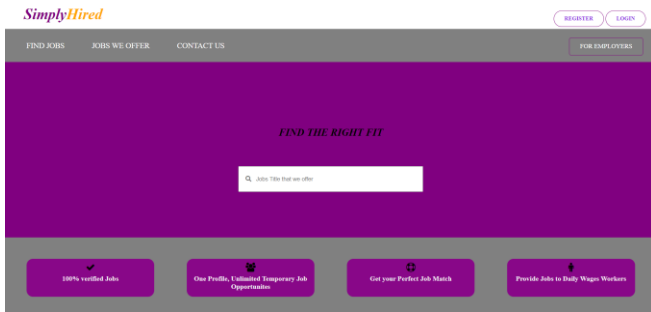 SimplyHired
REGISTER
LOGIN
FIND JOBS
JOBS WE OFFER
CONTACT US
FOR EMPLOYERS
FIND THE RIGHT FIT
Jobs Title that we offer
100% verified Jobs
One Profile, Unlimited Temporary Job
Opportunites
Get your Perfect Job Match
Provide Jobs to Daily Wages Workers